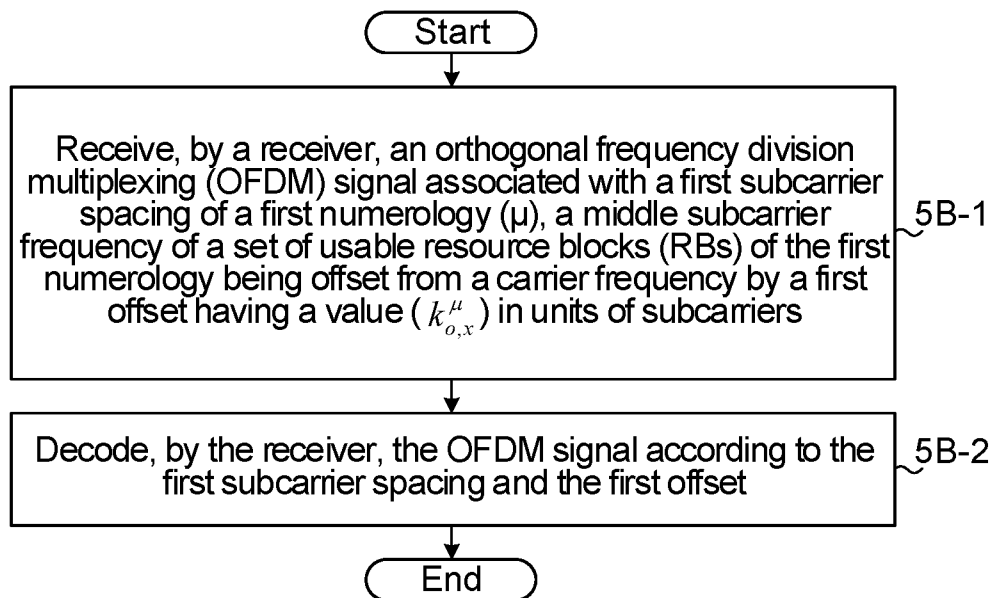 Start
Receive, by a receiver, an orthogonal frequency division
multiplexing (OFDM) signal associated with a first subcarrier
spacing of a first numerology (µ), a middle subcarrier
frequency of a set of usable resource blocks (RBs) of the first
numerology being offset from a carrier frequency by a first
offset having a value ( k_{o,x}^{μ} ) in units of subcarriers
5B-1
Decode, by the receiver, the OFDM signal according to the
first subcarrier spacing and the first offset
5B-2
End